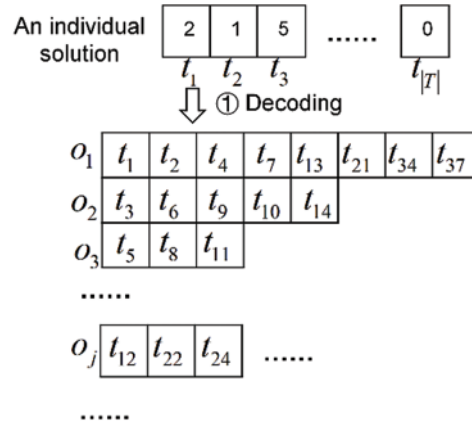 An individual solution 2 1 5 ...... 0
t1 t2 t3 t|T|
① Decoding
o1 t1 t2 t4 t7 t13 t21 t34 t37
o2 t3 t6 t9 t10 t14
o3 t5 t8 t11
......
oj t12 t22 t24 ......
......